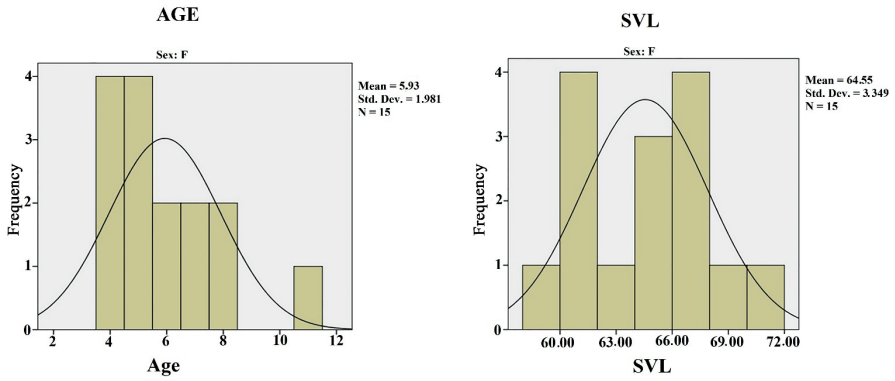 AGE
Sex: F
4
3
2
1
0
Frequency
2 4 6 8 10 12
Age
Mean = 5.93
Std. Dev. = 1.981
N = 15
SVL
Sex: F
4
3
2
1
0
Frequency
60.00 63.00 66.00 69.00 72.00
SVL
Mean = 64.55
Std. Dev. = 3.349
N = 15